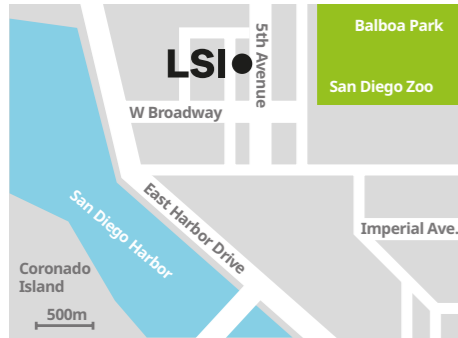 Balboa Park
5th Avenue
LSI
San Diego Zoo
W Broadway
East Harbor Drive
San Diego Harbor
Imperial Ave.
Coronado
Island
500m